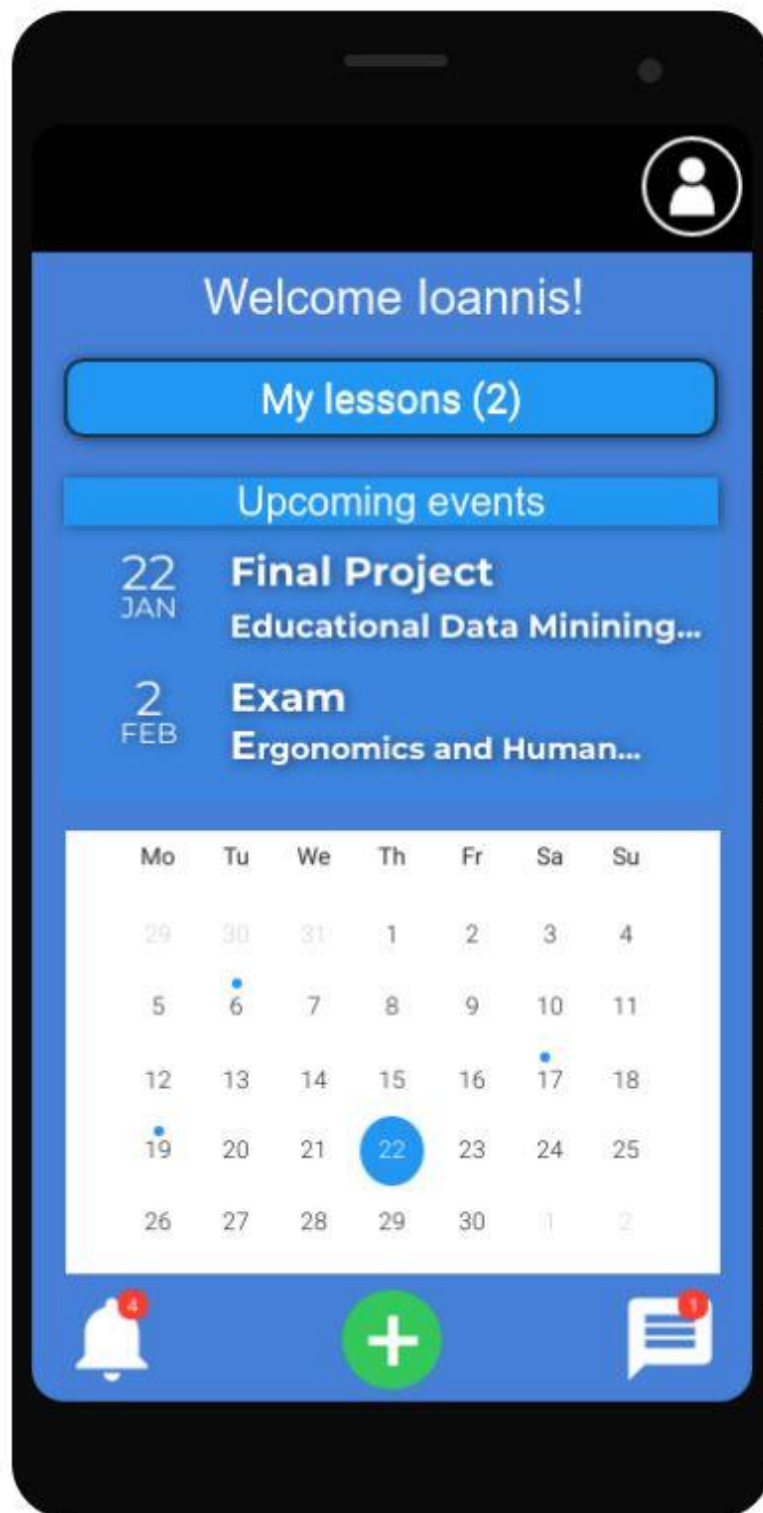 Welcome Ioannis!
My lessons (2)
Upcoming events
22 Final Project
JAN
Educational Data Minining...
2 Exam
FEB
Ergonomics and Human...
Mo Tu We Th Fr Sa Su
29 30 31 1 2 3 4
5 6 7 8 9 10 11
12 13 14 15 16 17 18
19 20 21 22 23 24 25
26 27 28 29 30 1 2
4 1